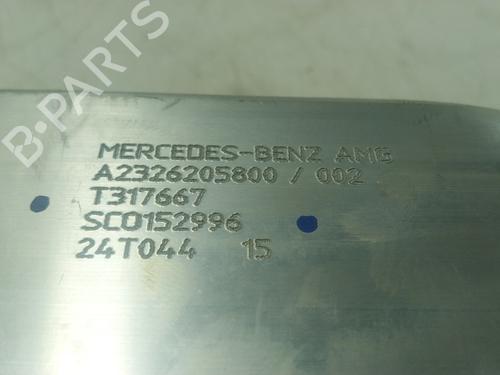 B-PARTS
MERCEDES-BENZ AMG
A2326205800 / 002
T317667
SC0152996
24T044 15